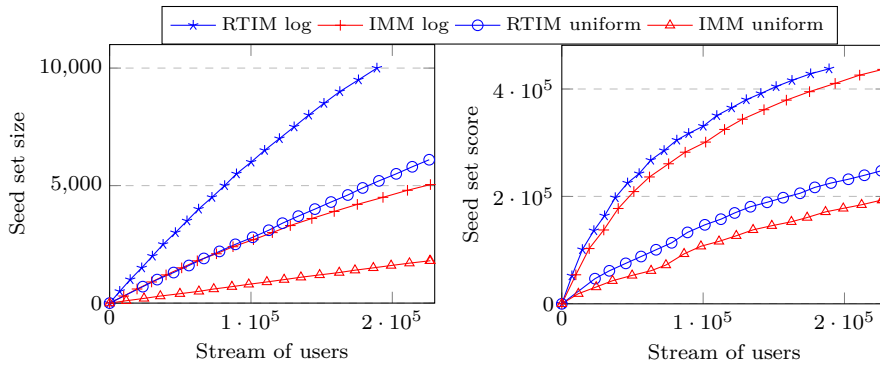 RTIM log IMM log RTIM uniform IMM uniform
10,000
5,000
0
Seed set size
0 1 · 10^5 2 · 10^5
Stream of users
4 · 10^5
2 · 10^5
0
Seed set score
0 1 · 10^5 2 · 10^5
Stream of users